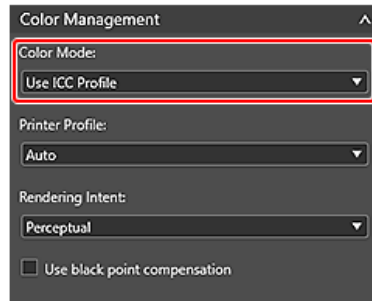 Color Management
Color Mode:
Use ICC Profile
Printer Profile:
Auto
Rendering Intent:
Perceptual
Use black point compensation